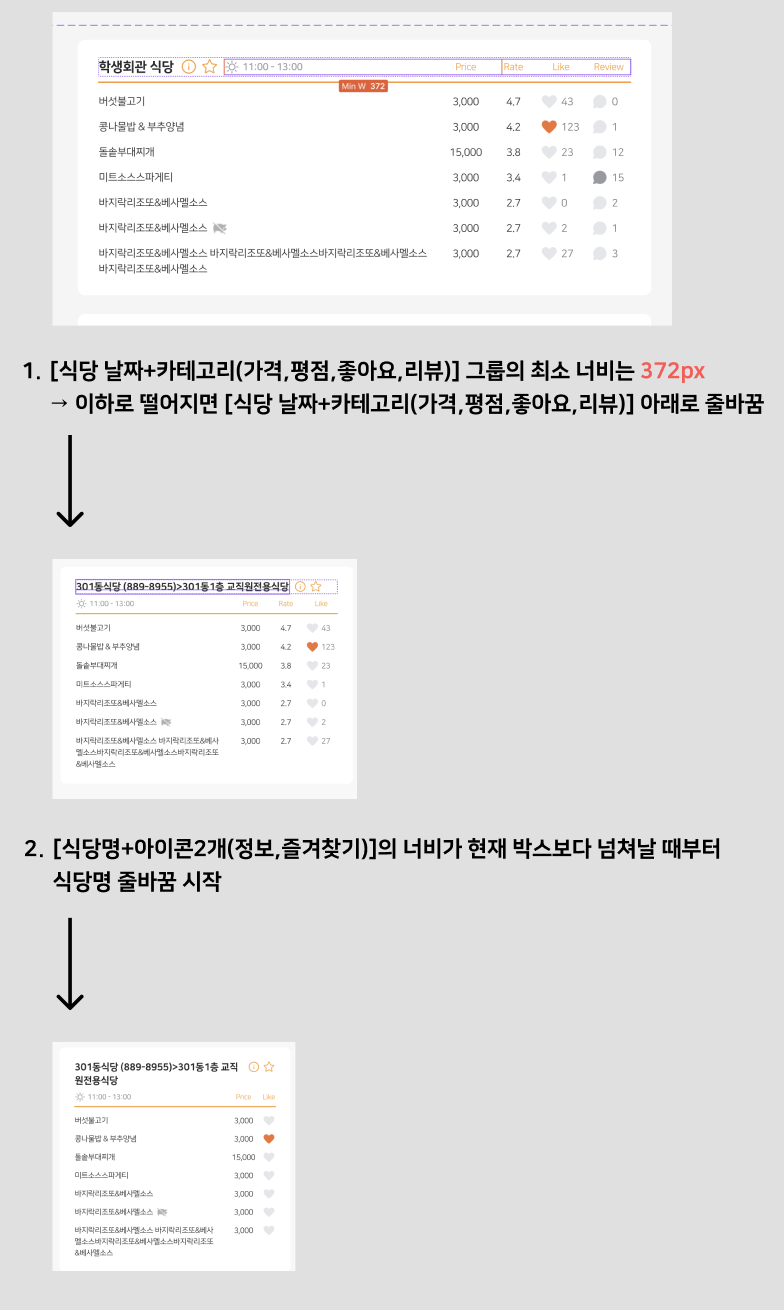 학생회관 식당 11:00 - 13:00 Price Rate Like Review
Min W 372
버섯불고기 3,000 4.7 43 0
콩나물밥 & 부추양념 3,000 4.2 123 1
돌솥부대찌개 15,000 3.8 23 12
미트소스스파게티 3,000 3.4 1 15
바지락리조또&베사멜소스 3,000 2.7 0 2
바지락리조또&베사멜소스 3,000 2.7 2 1
바지락리조또&베사멜소스 바지락리조또&베사멜소스바지락리조또&베사멜소스 3,000 2.7 27 3
바지락리조또&베사멜소스
1. [식당 날짜+카테고리(가격,평점,좋아요,리뷰)] 그룹의 최소 너비는 372px
→ 이하로 떨어지면 [식당 날짜+카테고리(가격,평점,좋아요,리뷰)] 아래로 줄바꿈
301동식당 (889-8955)>301동1층 교직원전용식당
11:00 - 13:00 Price Rate Like
버섯불고기 3,000 4.7 43
콩나물밥 & 부추양념 3,000 4.2 123
돌솥부대찌개 15,000 3.8 23
미트소스스파게티 3,000 3.4 1
바지락리조또&베사멜소스 3,000 2.7 0
바지락리조또&베사멜소스 3,000 2.7 2
바지락리조또&베사멜소스 바지락리조또&베사 3,000 2.7 27
멜소스바지락리조또&베사멜소스바지락리조또
&베사멜소스
2. [식당명+아이콘2개(정보,즐겨찾기)]의 너비가 현재 박스보다 넘쳐날 때부터
식당명 줄바꿈 시작
301동식당 (889-8955)>301동1층 교직
원전용식당
11:00 - 13:00 Price Like
버섯불고기 3,000
콩나물밥 & 부추양념 3,000
돌솥부대찌개 15,000
미트소스스파게티 3,000
바지락리조또&베사멜소스 3,000
바지락리조또&베사멜소스 3,000
바지락리조또&베사멜소스 바지락리조또&베사 3,000
멜소스바지락리조또&베사멜소스바지락리조또
&베사멜소스